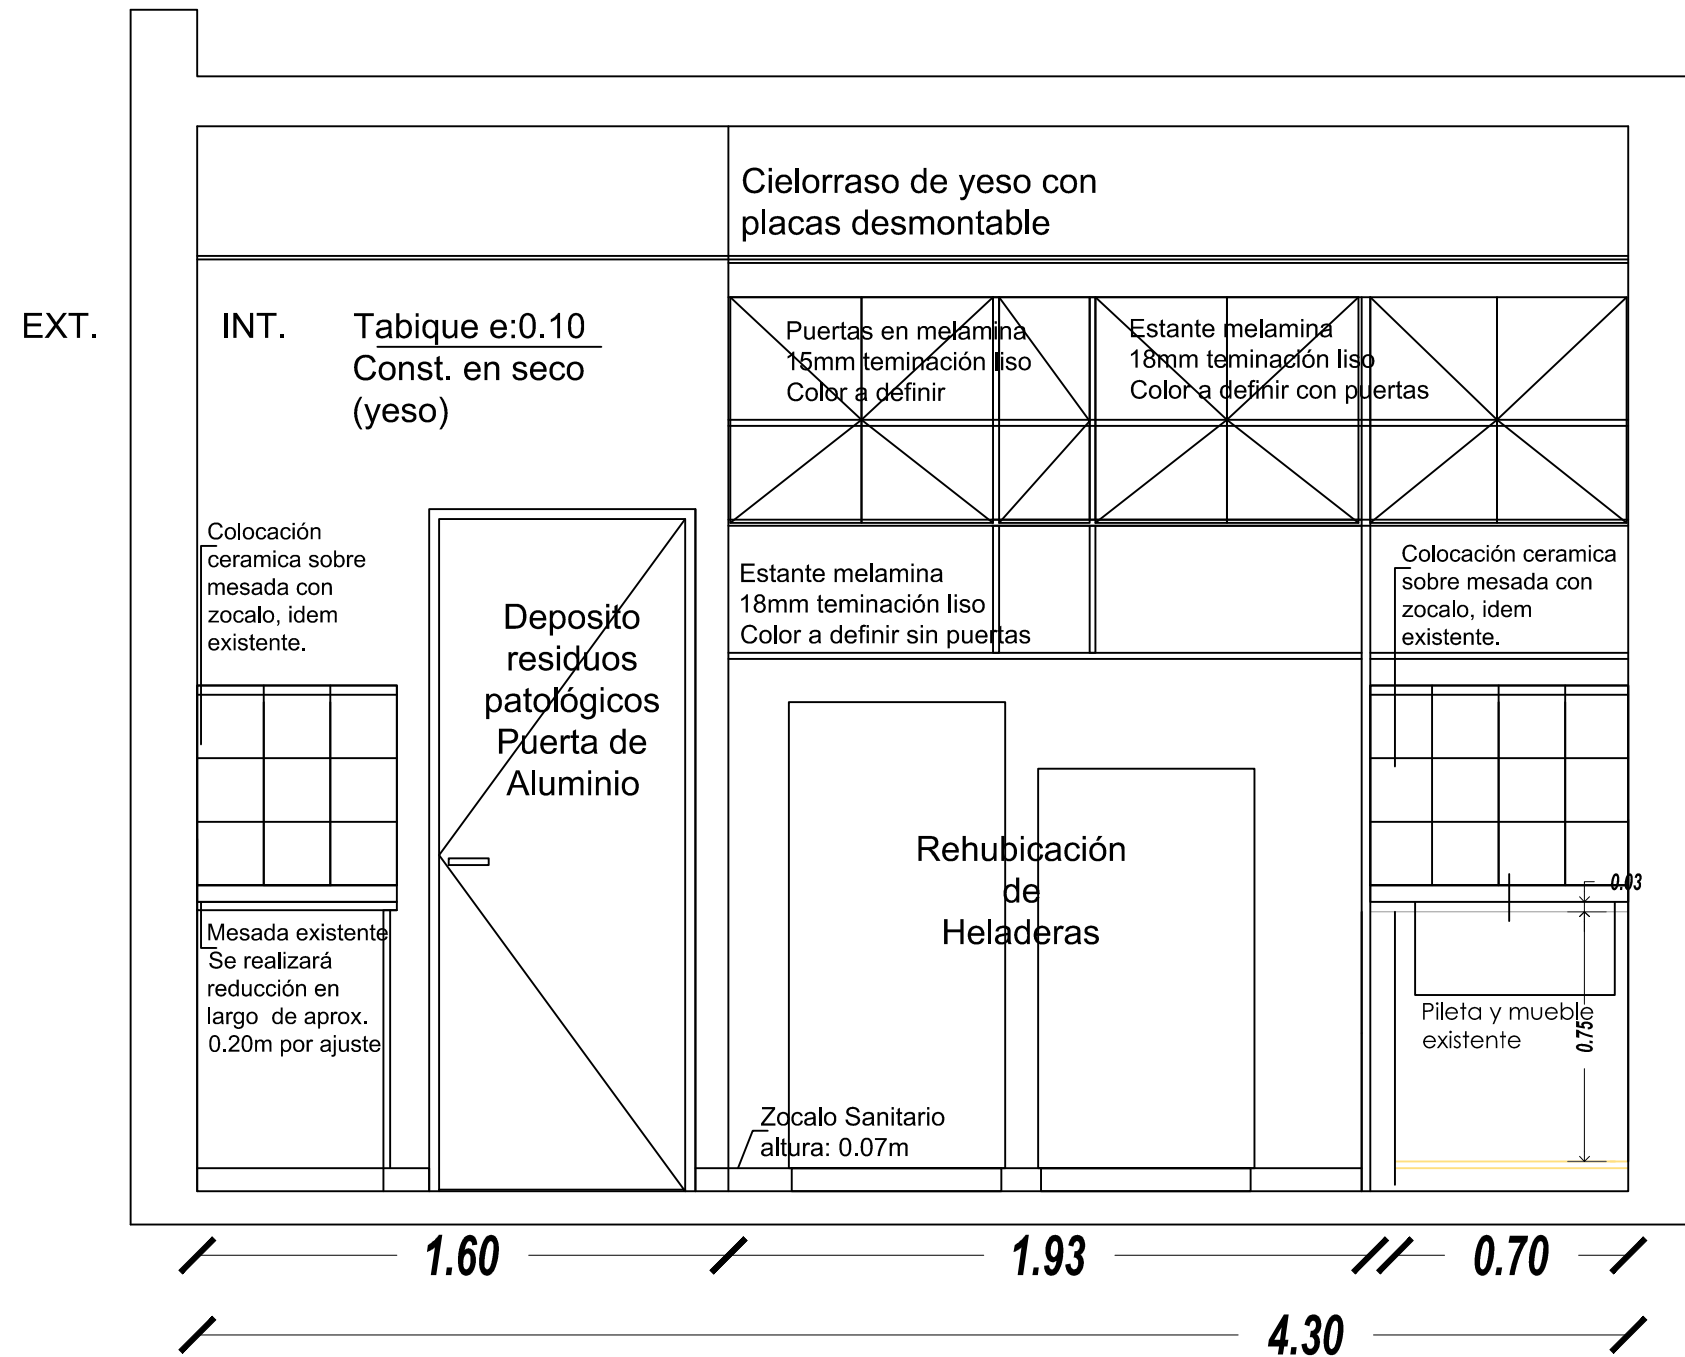 Cielorraso de yeso con
placas desmontable
EXT.
INT.
Tabique e:0.10
Const. en seco
(yeso)
Puertas en melamina
15mm teminación liso
Color a definir
Estante melamina
18mm teminación liso
Color a definir con puertas
Colocación
ceramica sobre
mesada con
zocalo, idem
existente.
Estante melamina
18mm teminación liso
Color a definir sin puertas
Colocación ceramica
sobre mesada con
zocalo, idem
existente.
Deposito
residuos
patológicos
Puerta de
Aluminio
Rehubicación
de
Heladeras
0.03
Mesada existente
Se realizará
reducción en
largo de aprox.
0.20m por ajuste
Pileta y mueble
existente
0.75
Zocalo Sanitario
altura: 0.07m
1.60
1.93
0.70
4.30